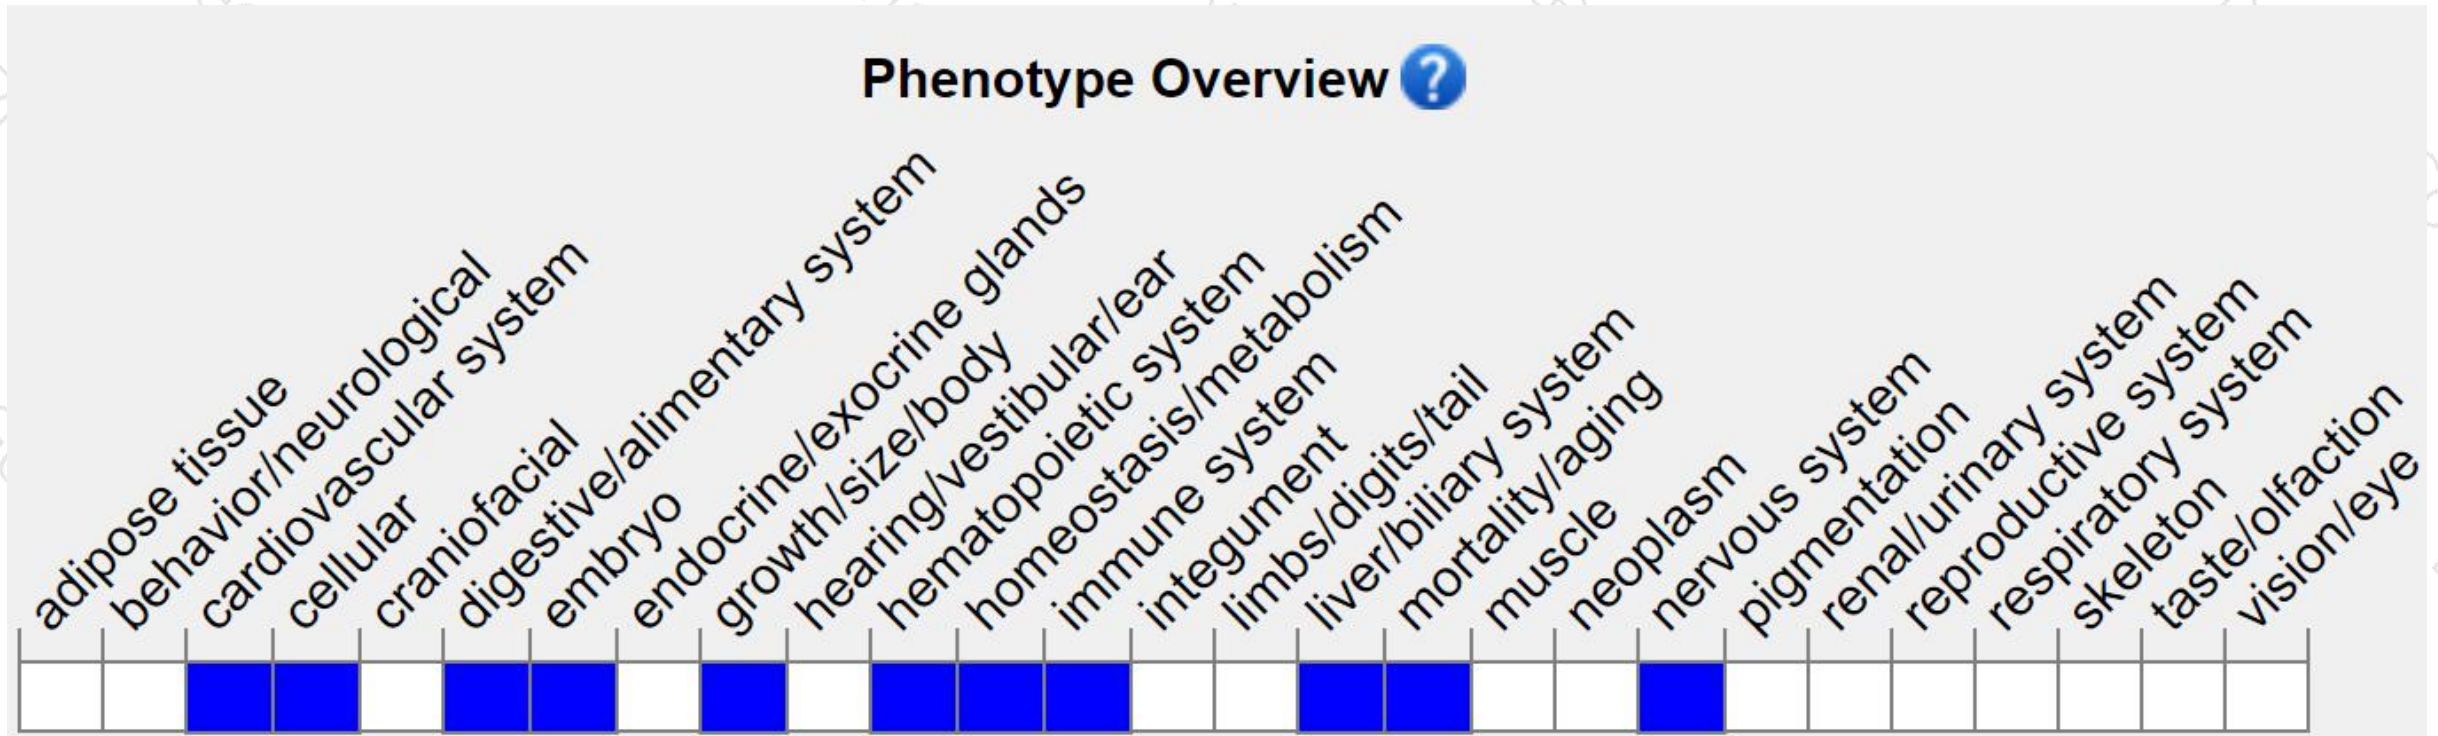 Phenotype Overview ?
adipose tissue
behavior/neurological
cardiovascular system
cellular
craniofacial
digestive/alimentary system
embryo
endocrine/exocrine glands
growth/size/body
hearing/vestibular/ear
hematopoietic system
homeostasis/metabolism
immune system
integument
limbs/digits/tail
liver/biliary system
mortality/aging
muscle
neoplasm
nervous system
pigmentation
renal/urinary system
reproductive system
respiratory system
skeleton
taste/olfaction
vision/eye